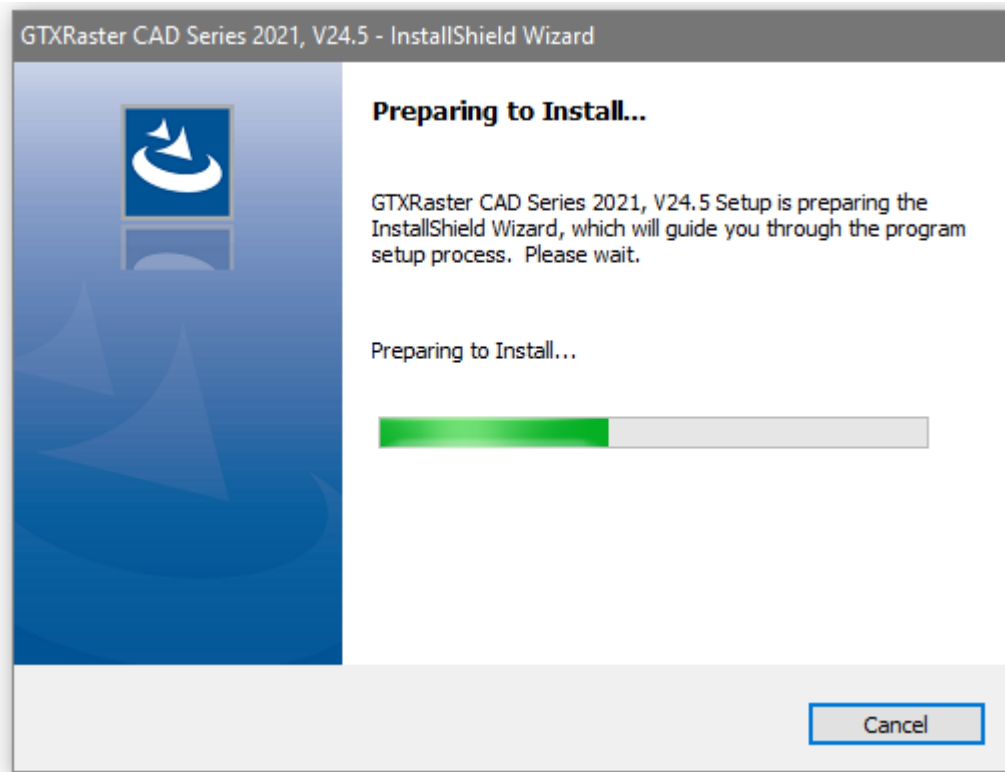 GTXRaster CAD Series 2021, V24.5 - InstallShield Wizard
Preparing to Install...
GTXRaster CAD Series 2021, V24.5 Setup is preparing the
InstallShield Wizard, which will guide you through the program
setup process.  Please wait.
Preparing to Install...
Cancel